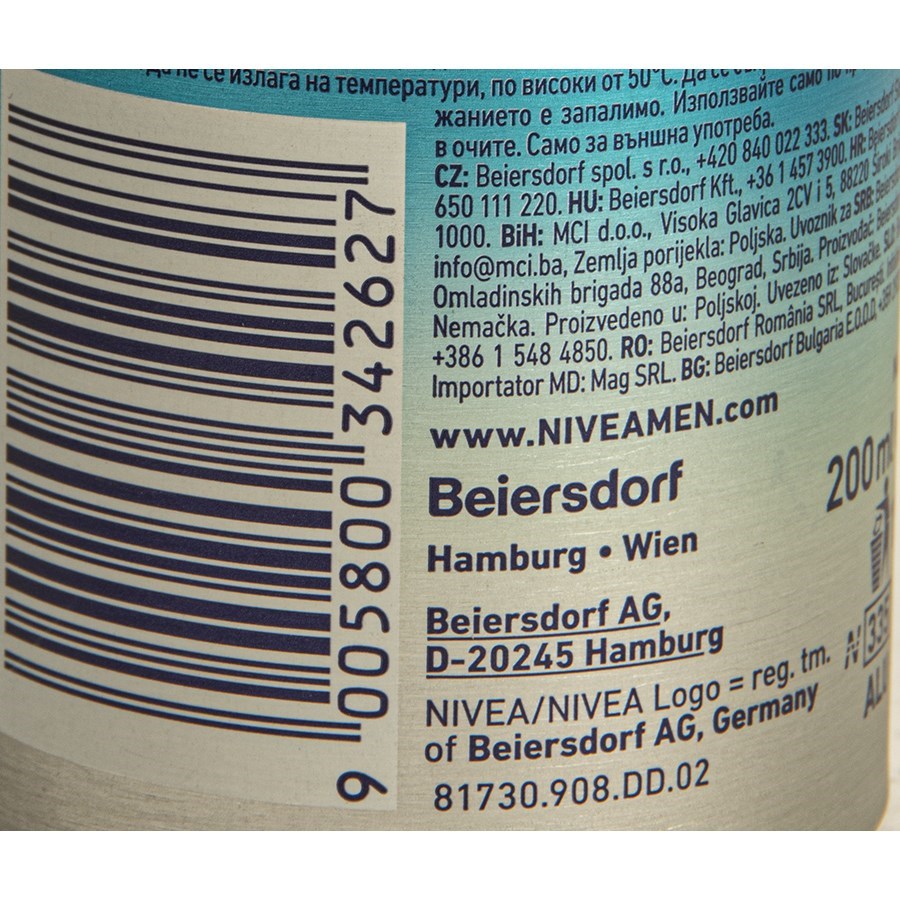 не се излага на температури, по високи от 50°C. Да се
жанието е запалимо. Използвайте само по
в очите. Само за външна употреба.
CZ: Beiersdorf spol. s r.o., +420 840 022 333. SK: Beiersdorf
650 111 220. HU: Beiersdorf Kft., +36 1 457 3900. HR: Beiersdorf
1000. BiH: MCI d.o.o., Visoka Glavica 2CV i 5, 88220 Široki
info@mci.ba, Zemlja porijekla: Poljska. Uvoznik za SRB: Beiersdorf
Omladinskih brigada 88a, Beograd, Srbija. Proizvođač:
Nemačka. Proizvedeno u: Poljskoj. Uvezeno iz: Slovačke.
+386 1 548 4850. RO: Beiersdorf România SRL, București,
Importator MD: Mag SRL. BG: Beiersdorf Bulgaria E.O.O.D,
www.NIVEAMEN.com
Beiersdorf
200 ml
Hamburg • Wien
Beiersdorf AG,
D-20245 Hamburg
NIVEA/NIVEA Logo = reg. tm.
of Beiersdorf AG, Germany
81730.908.DD.02
9 005800 342627